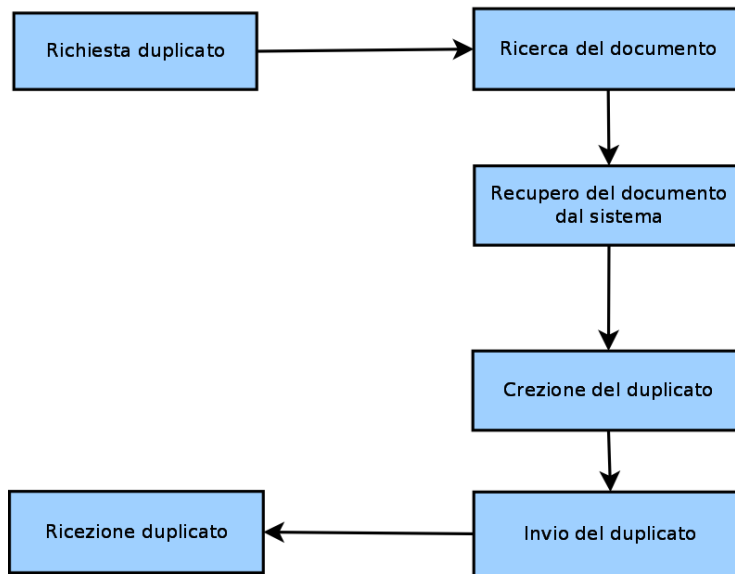 Richiesta duplicato
Ricerca del documento
Recupero del documento
dal sistema
Crezione del duplicato
Invio del duplicato
Ricezione duplicato